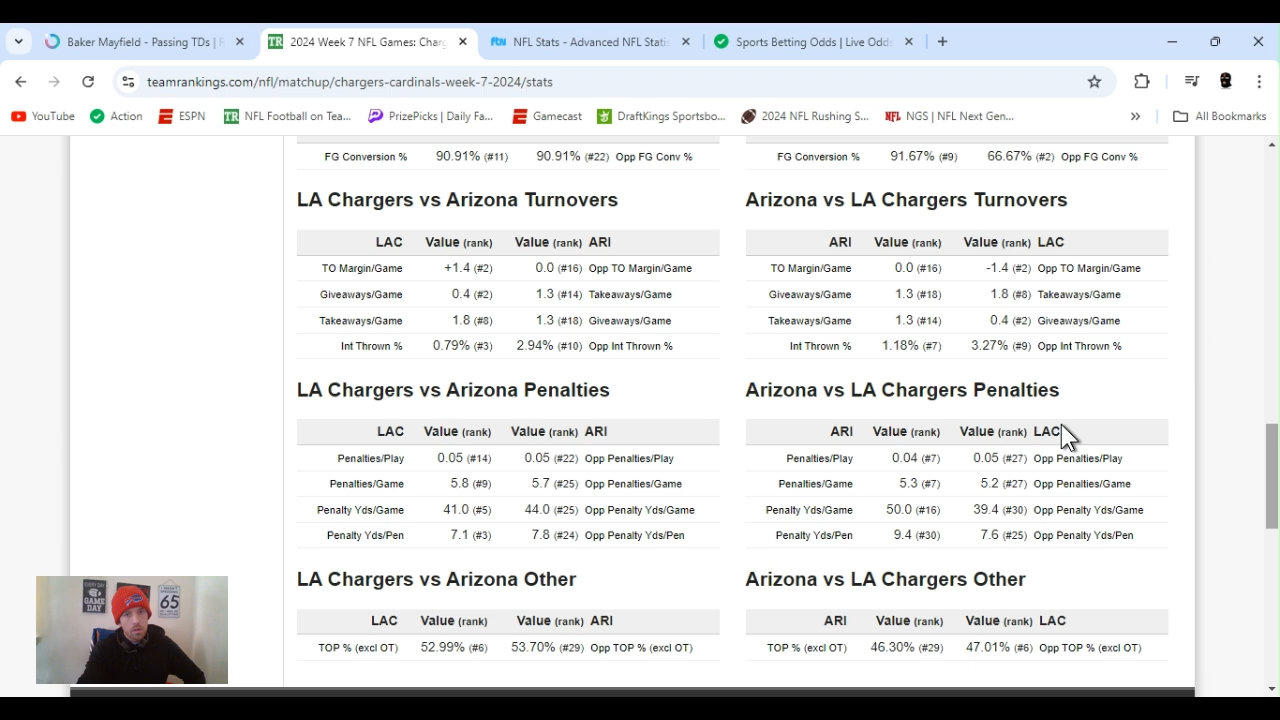 Baker Mayfield - Passing TDs | F
2024 Week 7 NFL Games: Charg
NFL Stats - Advanced NFL Stati
Sports Betting Odds | Live Odd
teamrankings.com/nfl/matchup/chargers-cardinals-week-7-2024/stats
YouTube Action ESPN NFL Football on Tea... PrizePicks | Daily Fa... Gamecast DraftKings Sportsbo... 2024 NFL Rushing S... NGS | NFL Next Gen... » All Bookmarks
FG Conversion % 90.91% (#11) 90.91% (#22) Opp FG Conv %
FG Conversion % 91.67% (#9) 66.67% (#2) Opp FG Conv %
LA Chargers vs Arizona Turnovers
LAC Value (rank) Value (rank) ARI
TO Margin/Game +1.4 (#2) 0.0 (#16) Opp TO Margin/Game
Giveaways/Game 0.4 (#2) 1.3 (#14) Takeaways/Game
Takeaways/Game 1.8 (#8) 1.3 (#18) Giveaways/Game
Int Thrown % 0.79% (#3) 2.94% (#10) Opp Int Thrown %
Arizona vs LA Chargers Turnovers
ARI Value (rank) Value (rank) LAC
TO Margin/Game 0.0 (#16) -1.4 (#2) Opp TO Margin/Game
Giveaways/Game 1.3 (#18) 1.8 (#8) Takeaways/Game
Takeaways/Game 1.3 (#14) 0.4 (#2) Giveaways/Game
Int Thrown % 1.18% (#7) 3.27% (#9) Opp Int Thrown %
LA Chargers vs Arizona Penalties
LAC Value (rank) Value (rank) ARI
Penalties/Play 0.05 (#14) 0.05 (#22) Opp Penalties/Play
Penalties/Game 5.8 (#9) 5.7 (#25) Opp Penalties/Game
Penalty Yds/Game 41.0 (#5) 44.0 (#25) Opp Penalty Yds/Game
Penalty Yds/Pen 7.1 (#3) 7.8 (#24) Opp Penalty Yds/Pen
Arizona vs LA Chargers Penalties
ARI Value (rank) Value (rank) LAC
Penalties/Play 0.04 (#7) 0.05 (#27) Opp Penalties/Play
Penalties/Game 5.3 (#7) 5.2 (#27) Opp Penalties/Game
Penalty Yds/Game 50.0 (#16) 39.4 (#30) Opp Penalty Yds/Game
Penalty Yds/Pen 9.4 (#30) 7.6 (#25) Opp Penalty Yds/Pen
LA Chargers vs Arizona Other
LAC Value (rank) Value (rank) ARI
TOP % (excl OT) 52.99% (#6) 53.70% (#29) Opp TOP % (excl OT)
Arizona vs LA Chargers Other
ARI Value (rank) Value (rank) LAC
TOP % (excl OT) 46.30% (#29) 47.01% (#6) Opp TOP % (excl OT)
GAME
DAY
65